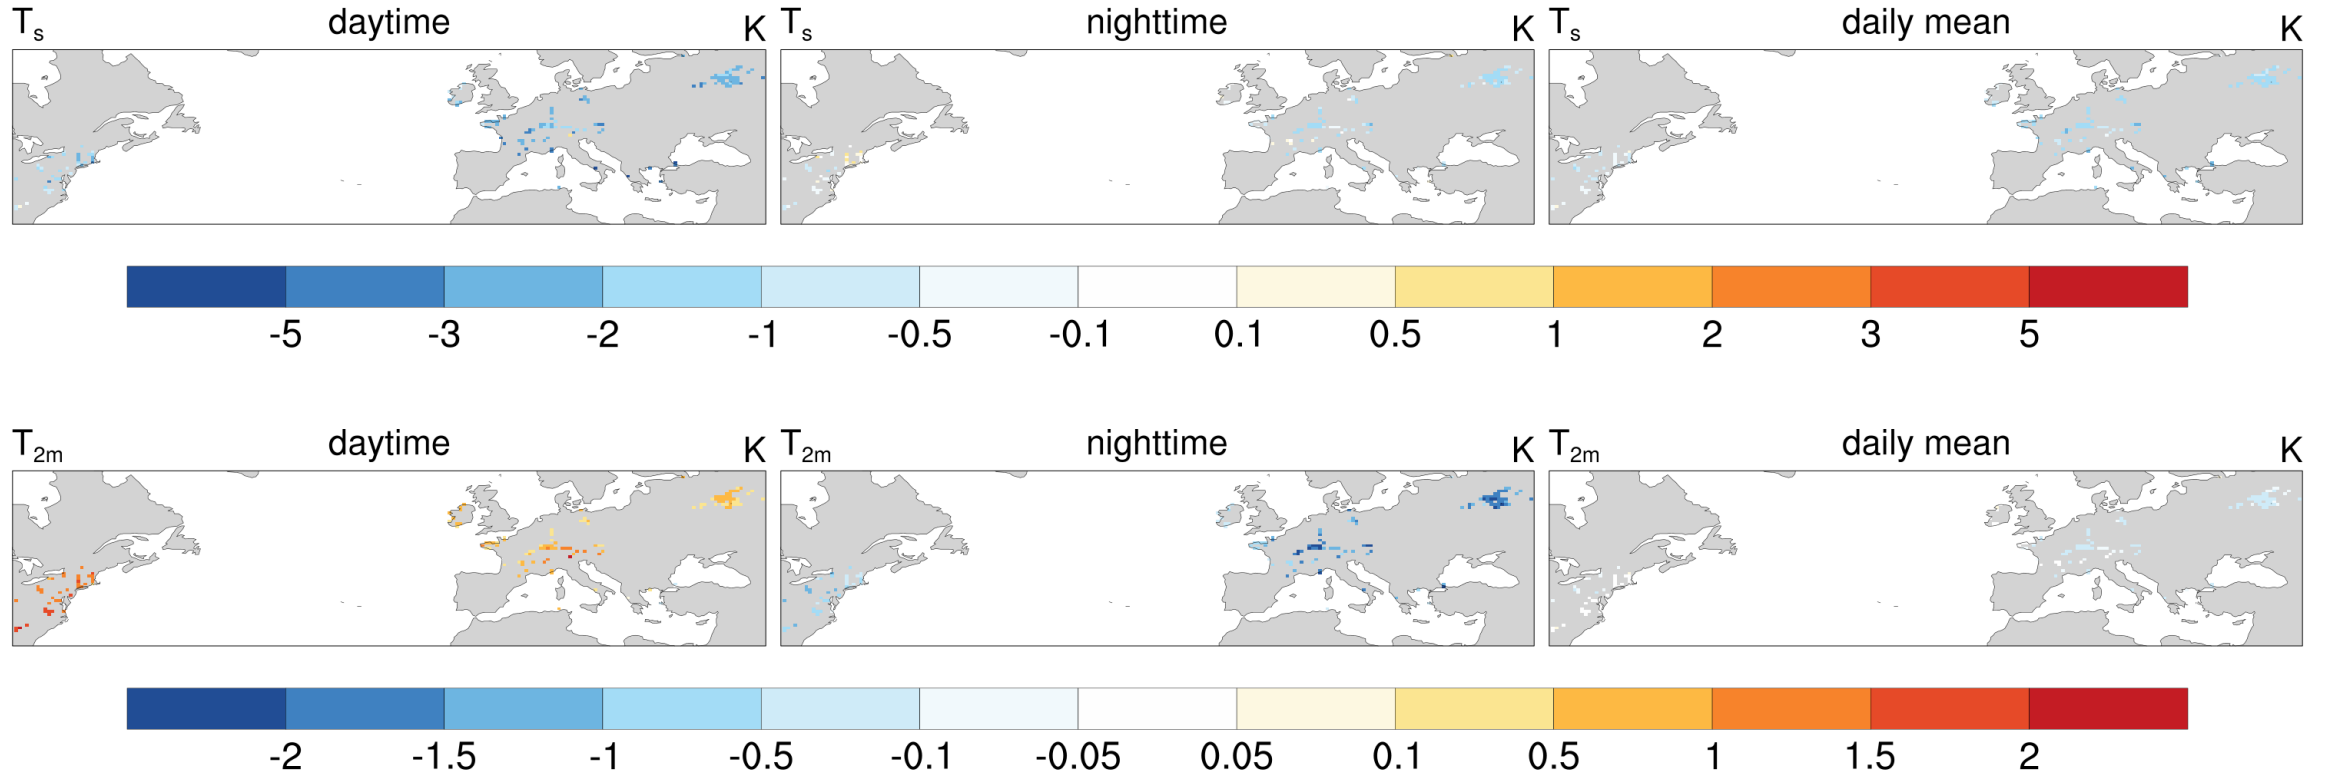 Ts daytime K Ts nighttime K Ts daily mean K
-5 -3 -2 -1 -0.5 -0.1 0.1 0.5 1 2 3 5
T2m daytime K T2m nighttime K T2m daily mean K
-2 -1.5 -1 -0.5 -0.1 -0.05 0.05 0.1 0.5 1 1.5 2